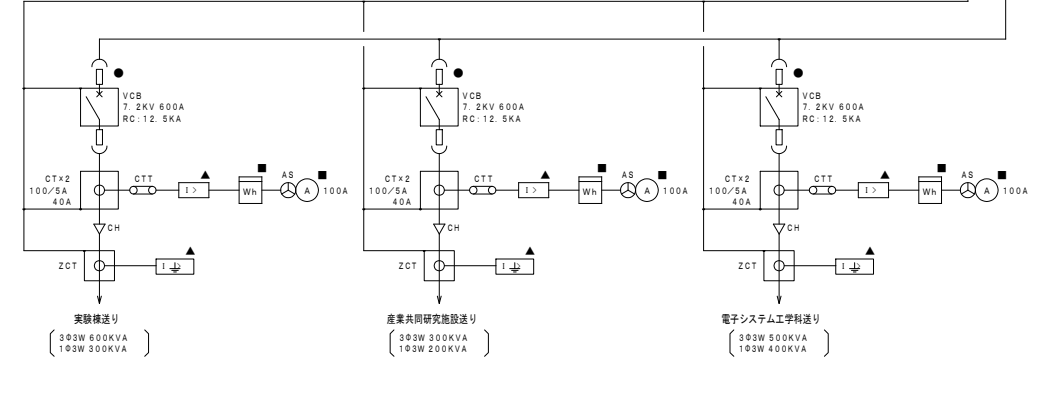 VCB
7.2KV 600A
RC:12.5KA
CT×2
100/5A
40A
CTT
I>
Wh
AS
A
100A
CH
ZCT
I
実験棟送り
3Φ3W 600KVA
1Φ3W 300KVA
VCB
7.2KV 600A
RC:12.5KA
CT×2
100/5A
40A
CTT
I>
Wh
AS
A
100A
CH
ZCT
I
産業共同研究施設送り
3Φ3W 300KVA
1Φ3W 200KVA
VCB
7.2KV 600A
RC:12.5KA
CT×2
100/5A
40A
CTT
I>
Wh
AS
A
100A
CH
ZCT
I
電子システム工学科送り
3Φ3W 500KVA
1Φ3W 400KVA